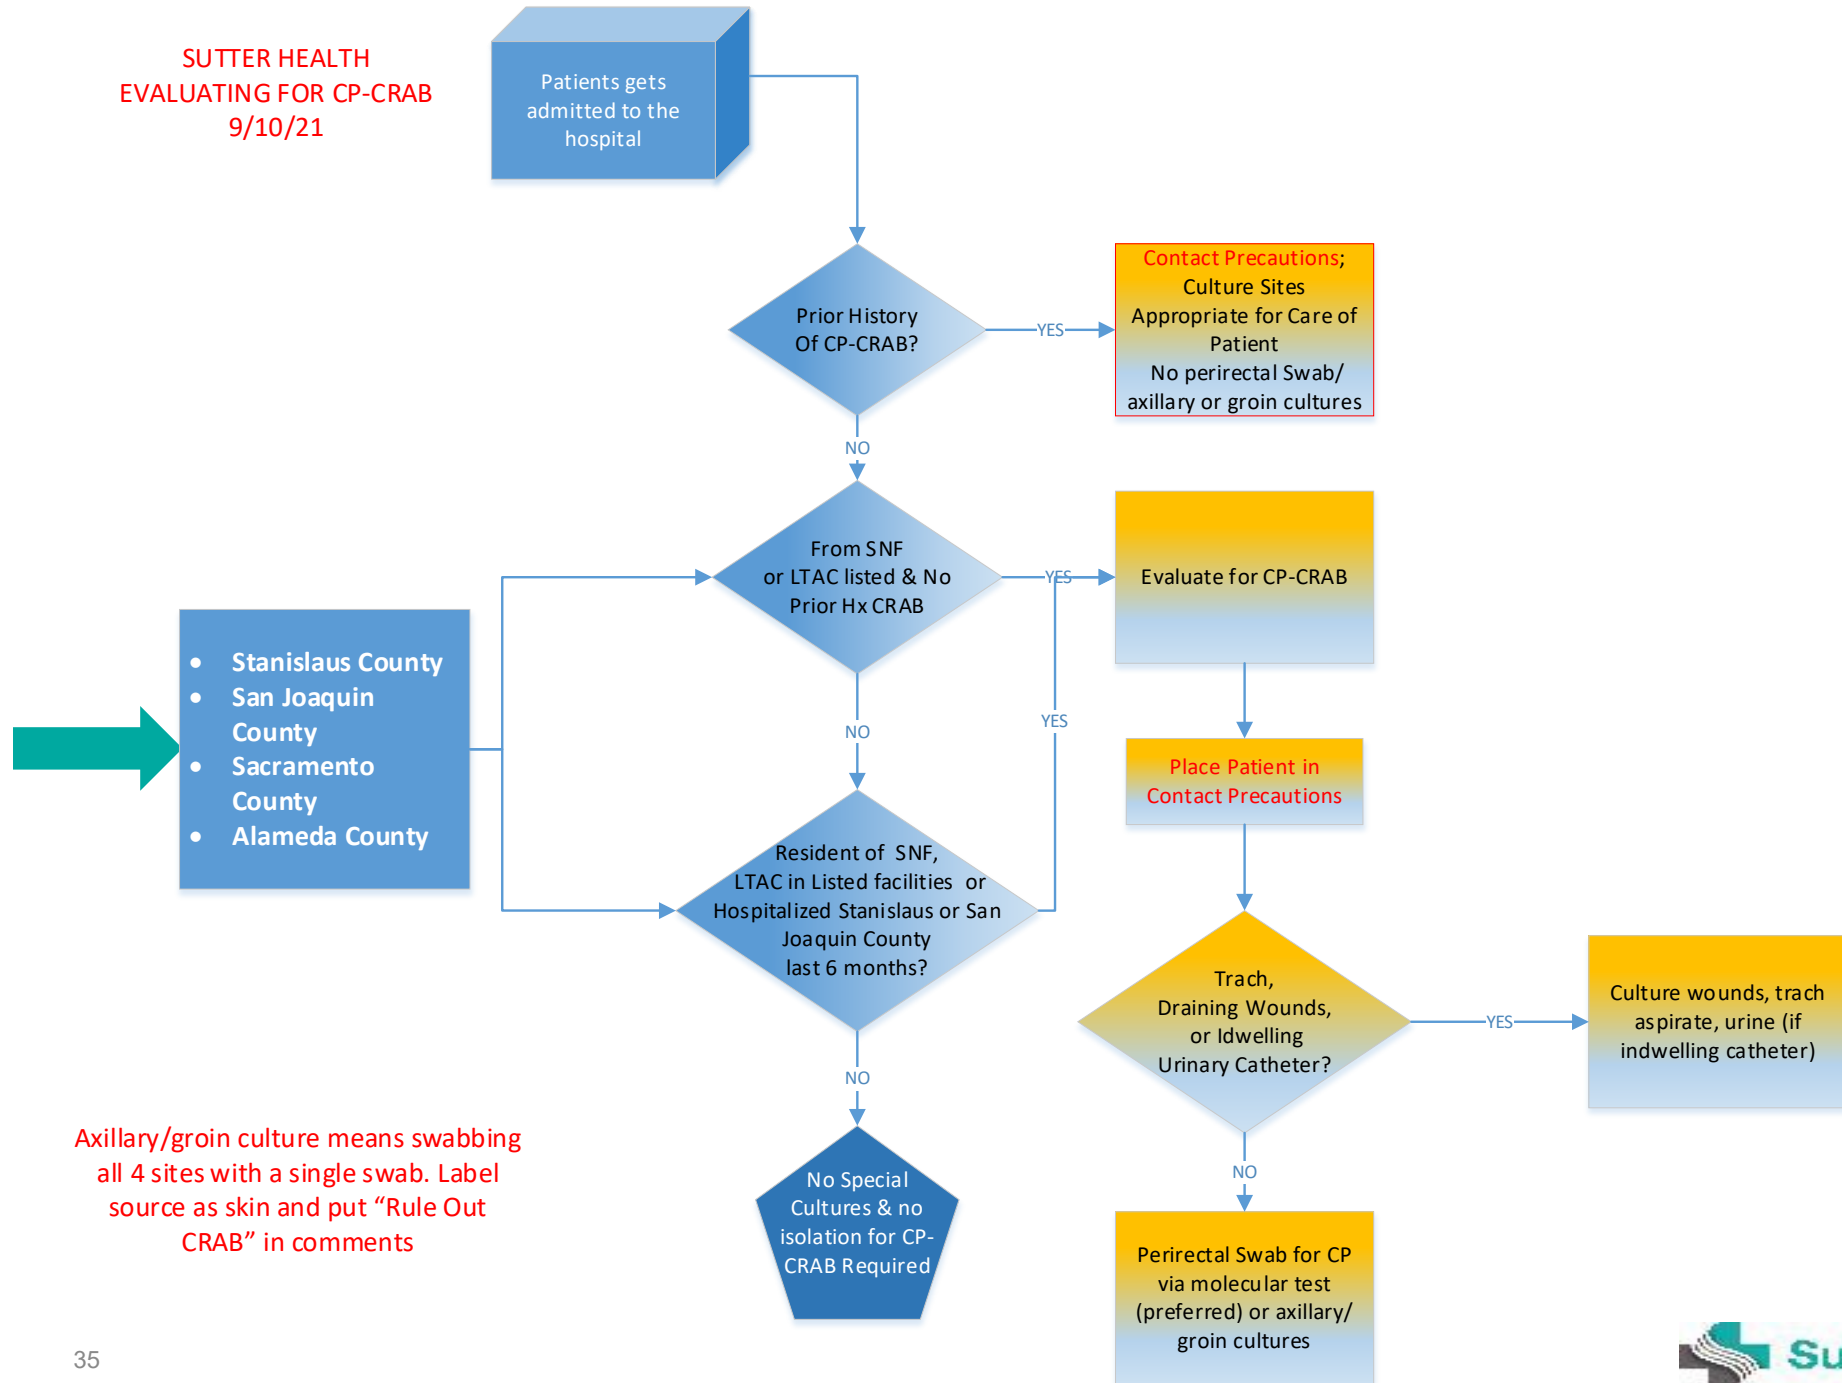 SUTTER HEALTH
EVALUATING FOR CP-CRAB
9/10/21
Patients gets
admitted to the
hospital
Prior History
Of CP-CRAB?
YES
Contact Precautions;
Culture Sites
Appropriate for Care of
Patient
No perirectal Swab/
axillary or groin cultures
NO
From SNF
or LTAC listed & No
Prior Hx CRAB
YES
Evaluate for CP-CRAB
• Stanislaus County
• San Joaquin
County
• Sacramento
County
• Alameda County
NO
YES
Place Patient in
Contact Precautions
Resident of SNF,
LTAC in Listed facilities or
Hospitalized Stanislaus or San
Joaquin County
last 6 months?
Trach,
Draining Wounds,
or Idwelling
Urinary Catheter?
YES
Culture wounds, trach
aspirate, urine (if
indwelling catheter)
NO
NO
Axillary/groin culture means swabbing
all 4 sites with a single swab. Label
source as skin and put “Rule Out
CRAB” in comments
No Special
Cultures & no
isolation for CP-
CRAB Required
Perirectal Swab for CP
via molecular test
(preferred) or axillary/
groin cultures
35
Su